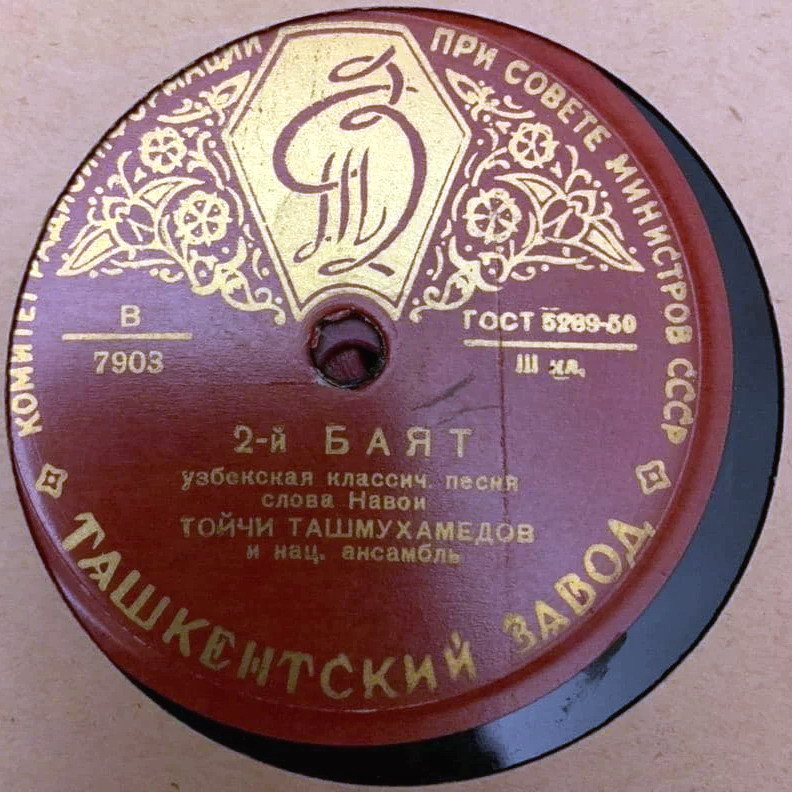 КОМИТЕТ РАДИОИНФОРМАЦИИ ПРИ СОВЕТЕ МИНИСТРОВ СССР
В
7903
ГОСТ 5289-50
III кл.
2-й БАЯТ
узбекская классич. песня
слова Навои
ТОЙЧИ ТАШМУХАМЕДОВ
и нац. ансамбль
ТАШКЕНТСКИЙ ЗАВОД